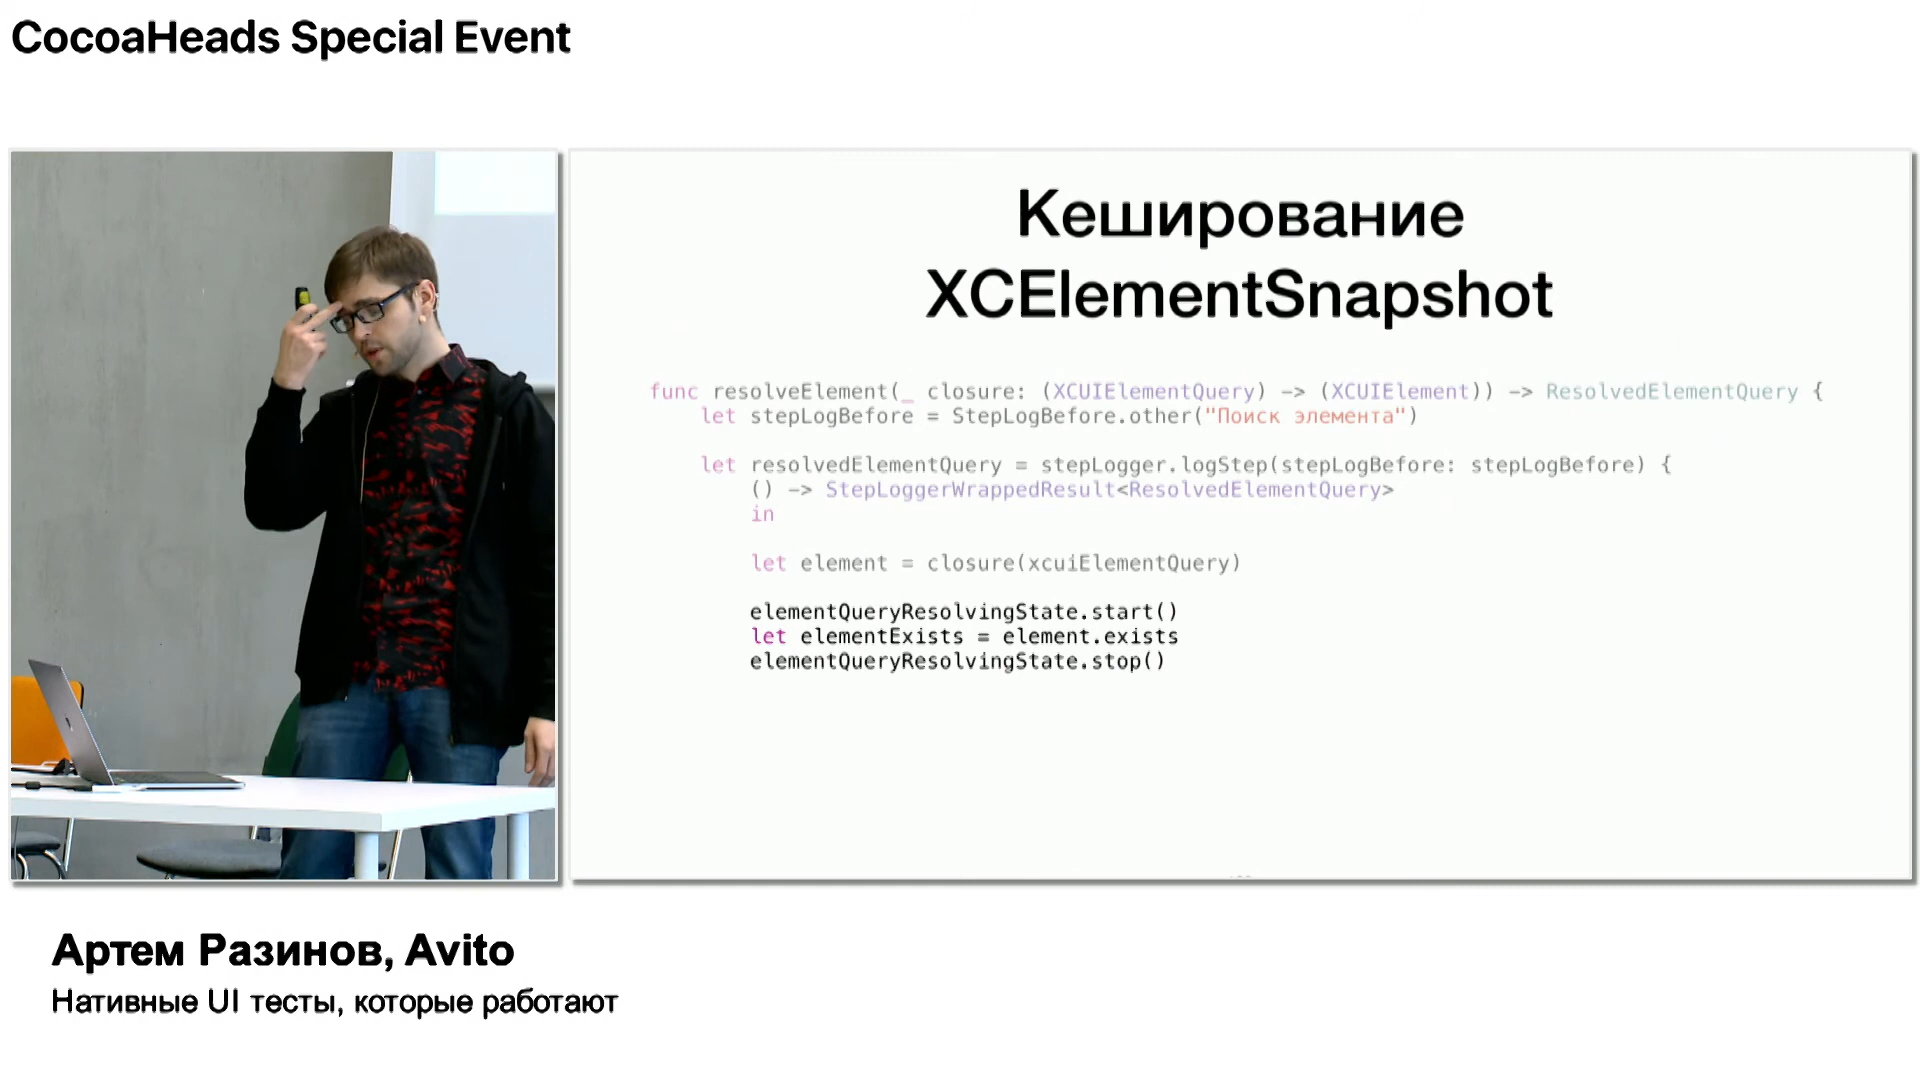 CocoaHeads Special Event
Кеширование
XCElementSnapshot
func resolveElement(_ closure: (XCUIElementQuery) -> (XCUIElement)) -> ResolvedElementQuery {
let stepLogBefore = StepLogBefore.other("Поиск элемента")
let resolvedElementQuery = stepLogger.logStep(stepLogBefore: stepLogBefore) {
() -> StepLoggerWrappedResult<ResolvedElementQuery>
in
let element = closure(xcuiElementQuery)
elementQueryResolvingState.start()
let elementExists = element.exists
elementQueryResolvingState.stop()
Артем Разинов, Avito
Нативные UI тесты, которые работают